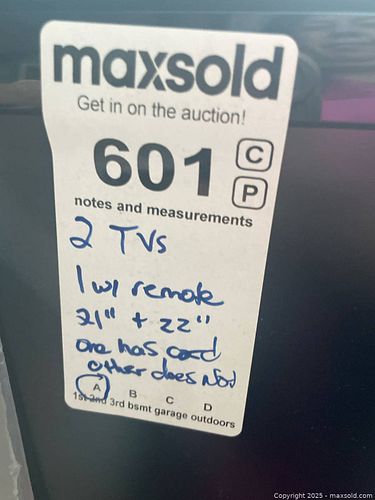 maxsold
Get in on the auction!
601 C
P
notes and measurements
2 TVs
1 w/ remote
21" + 22"
one has cord
other does not
A B C D
1st 2nd 3rd bsmt garage outdoors
Copyright 2025 - maxsold.com